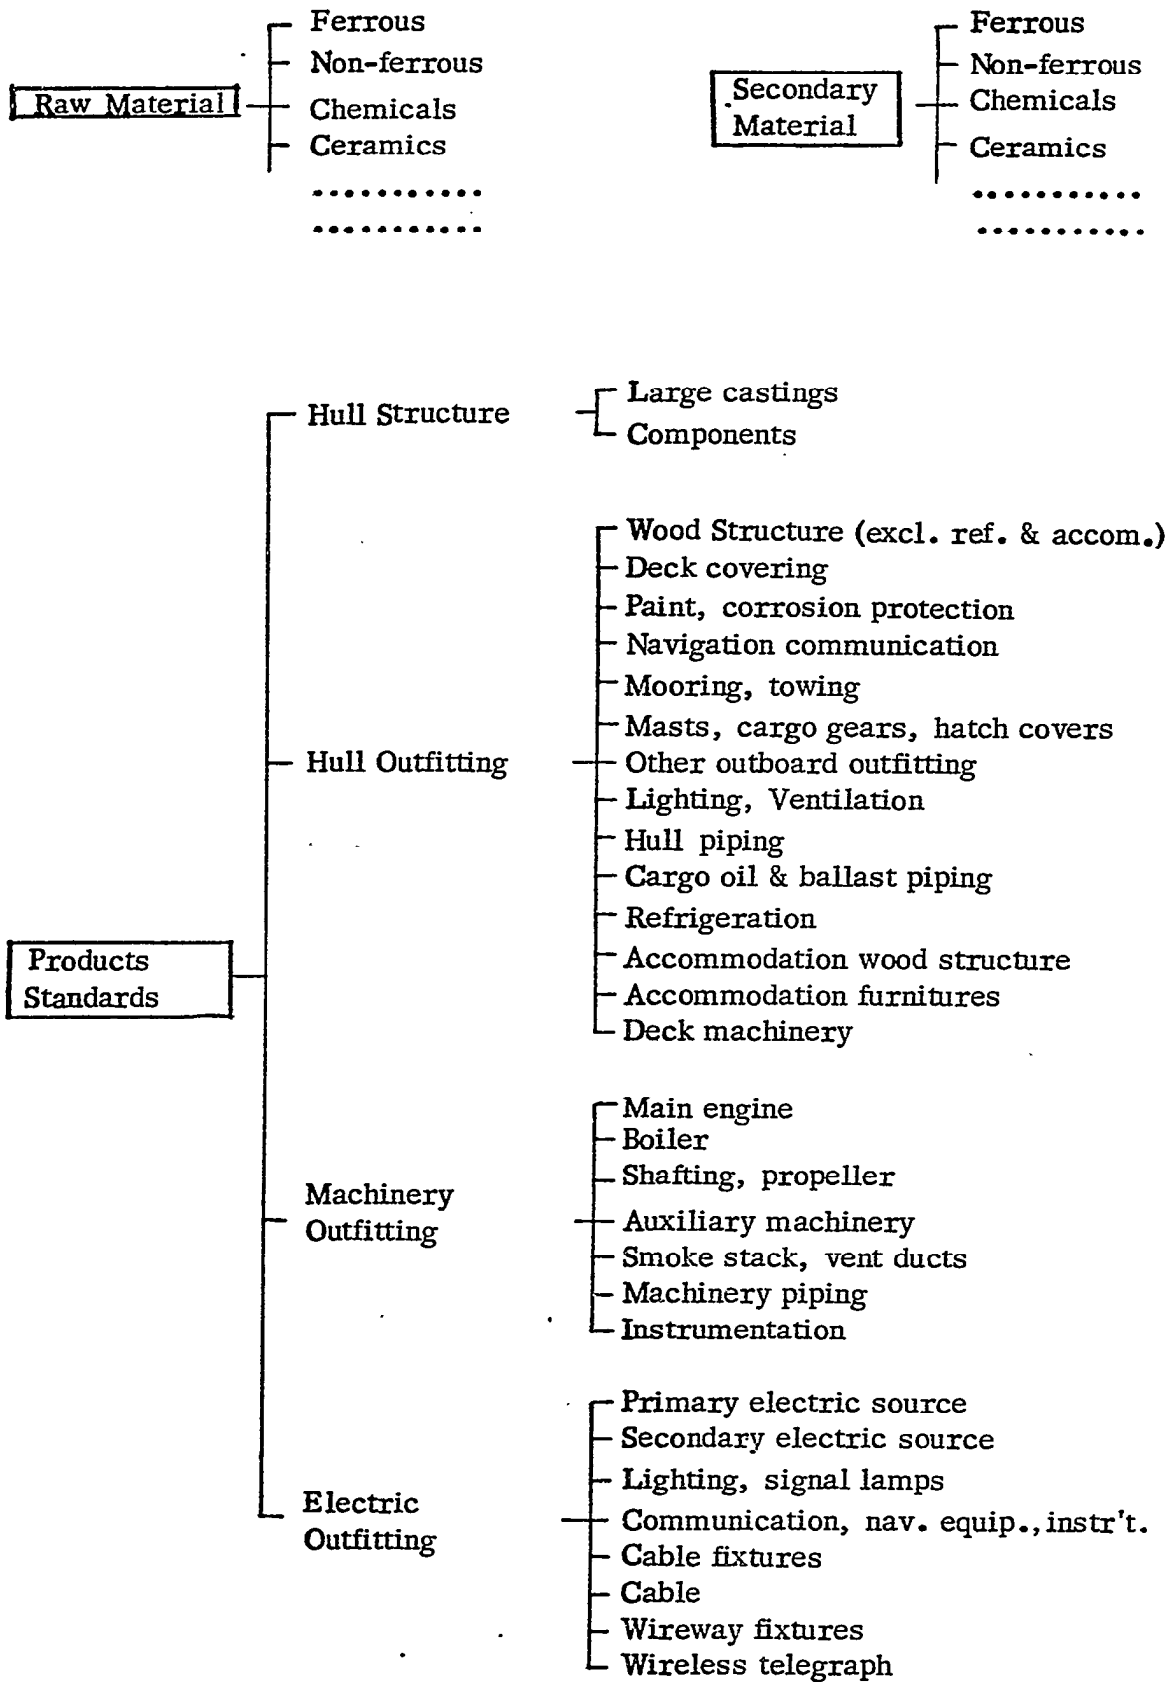 Raw Material
Ferrous
Non-ferrous
Chemicals
Ceramics
...........
...........
Secondary
Material
Ferrous
Non-ferrous
Chemicals
Ceramics
...........
...........
Products
Standards
Hull Structure
Large castings
Components
Hull Outfitting
Wood Structure (excl. ref. & accom.)
Deck covering
Paint, corrosion protection
Navigation communication
Mooring, towing
Masts, cargo gears, hatch covers
Other outboard outfitting
Lighting, Ventilation
Hull piping
Cargo oil & ballast piping
Refrigeration
Accommodation wood structure
Accommodation furnitures
Deck machinery
Machinery
Outfitting
Main engine
Boiler
Shafting, propeller
Auxiliary machinery
Smoke stack, vent ducts
Machinery piping
Instrumentation
Electric
Outfitting
Primary electric source
Secondary electric source
Lighting, signal lamps
Communication, nav. equip., instr't.
Cable fixtures
Cable
Wireway fixtures
Wireless telegraph